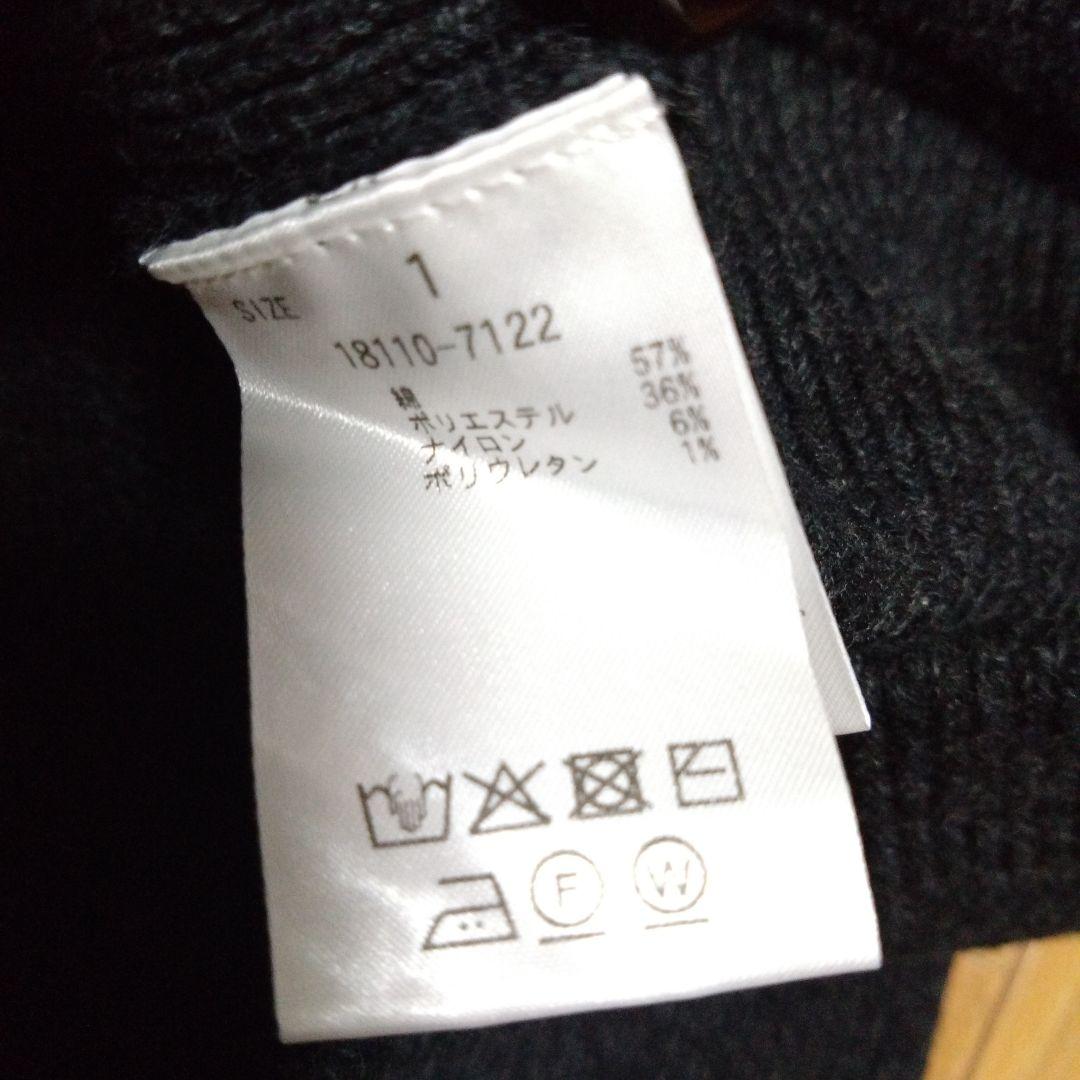 SIZE 1
18110-7122
綿 57%
ポリエステル 36%
ナイロン 6%
ポリウレタン 1%
F W